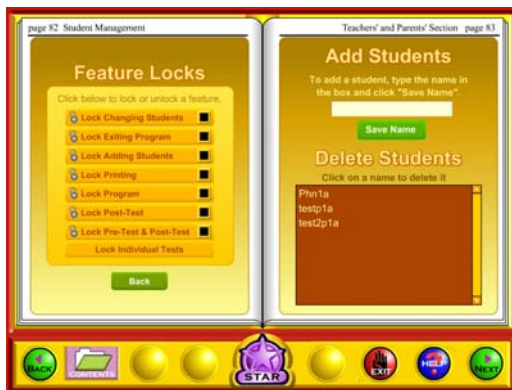 page 82 Student Management
Feature Locks
Click below to lock or unlock a feature.
Lock Changing Students
Lock Exiting Program
Lock Adding Students
Lock Printing
Lock Program
Lock Post-Test
Lock Pre-Test & Post-Test
Lock Individual Tests
Back
Teachers' and Parents' Section page 83
Add Students
To add a student, type the name in
the box and click "Save Name".
Save Name
Delete Students
Click on a name to delete it
Phn1a
testp1a
test2p1a
BACK
CONTENTS
STAR
EXIT
HELP
NEXT